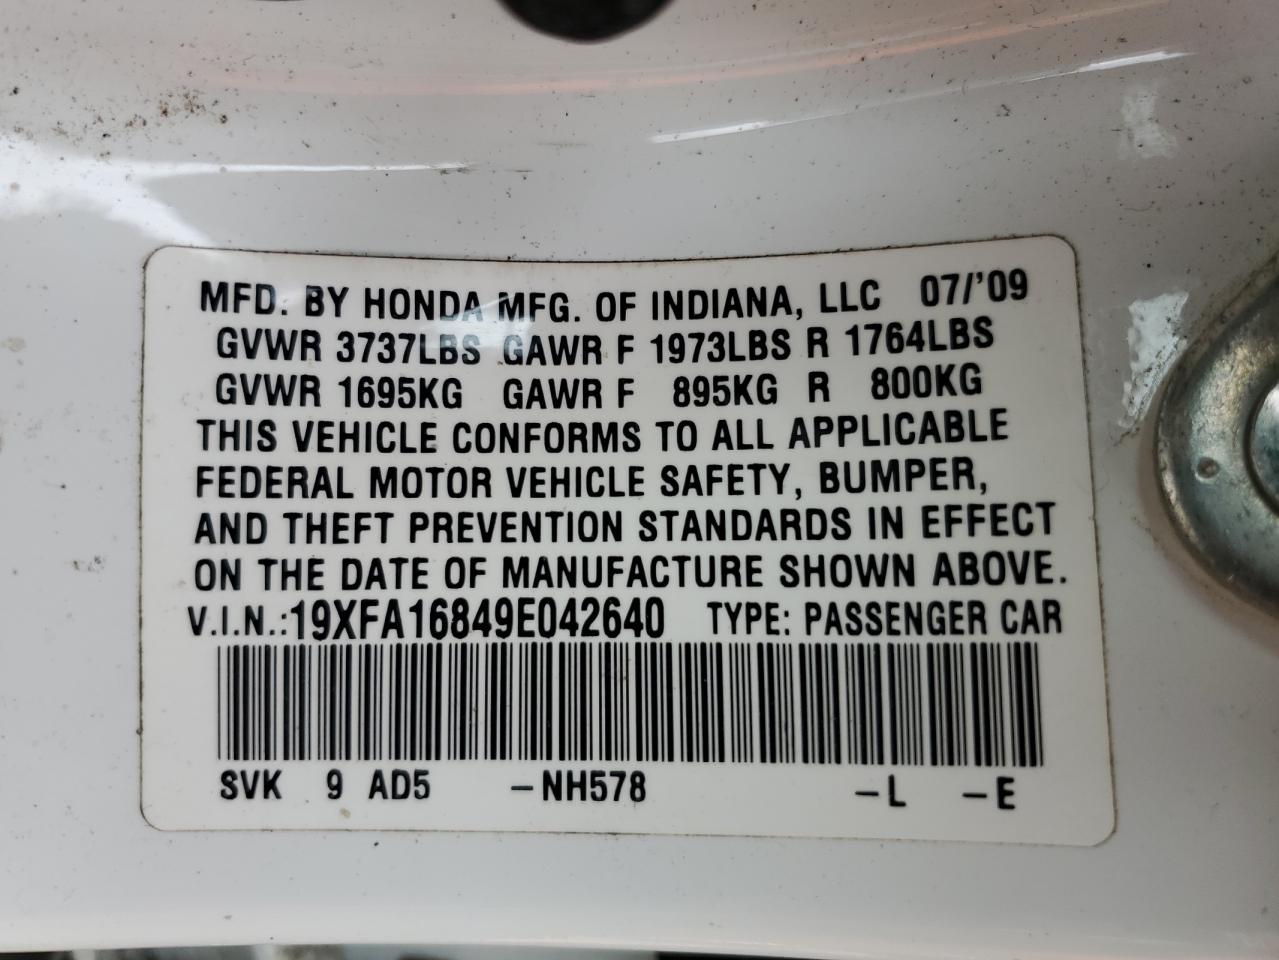 MFD. BY HONDA MFG. OF INDIANA, LLC 07/'09
GVWR 3737LBS GAWR F 1973LBS R 1764LBS
GVWR 1695KG GAWR F 895KG R 800KG
THIS VEHICLE CONFORMS TO ALL APPLICABLE
FEDERAL MOTOR VEHICLE SAFETY, BUMPER,
AND THEFT PREVENTION STANDARDS IN EFFECT
ON THE DATE OF MANUFACTURE SHOWN ABOVE.
V.I.N.:19XFA16849E042640 TYPE: PASSENGER CAR
SVK 9 AD5 -NH578 -L -E